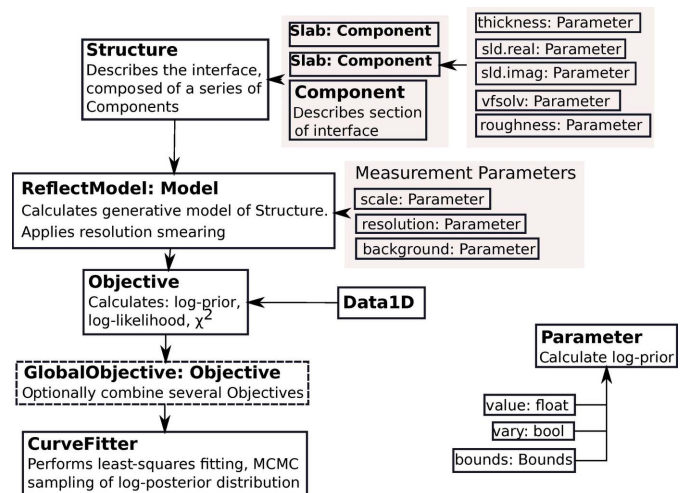 Structure
Describes the interface,
composed of a series of
Components
Slab: Component
Slab: Component
Component
Describes section
of interface
thickness: Parameter
sld.real: Parameter
sld.imag: Parameter
vfsolv: Parameter
roughness: Parameter
ReflectModel: Model
Calculates generative model of Structure.
Applies resolution smearing
Measurement Parameters
scale: Parameter
resolution: Parameter
background: Parameter
Objective
Calculates: log-prior,
log-likelihood, χ²
Data1D
GlobalObjective: Objective
Optionally combine several Objectives
CurveFitter
Performs least-squares fitting, MCMC
sampling of log-posterior distribution
Parameter
Calculate log-prior
value: float
vary: bool
bounds: Bounds